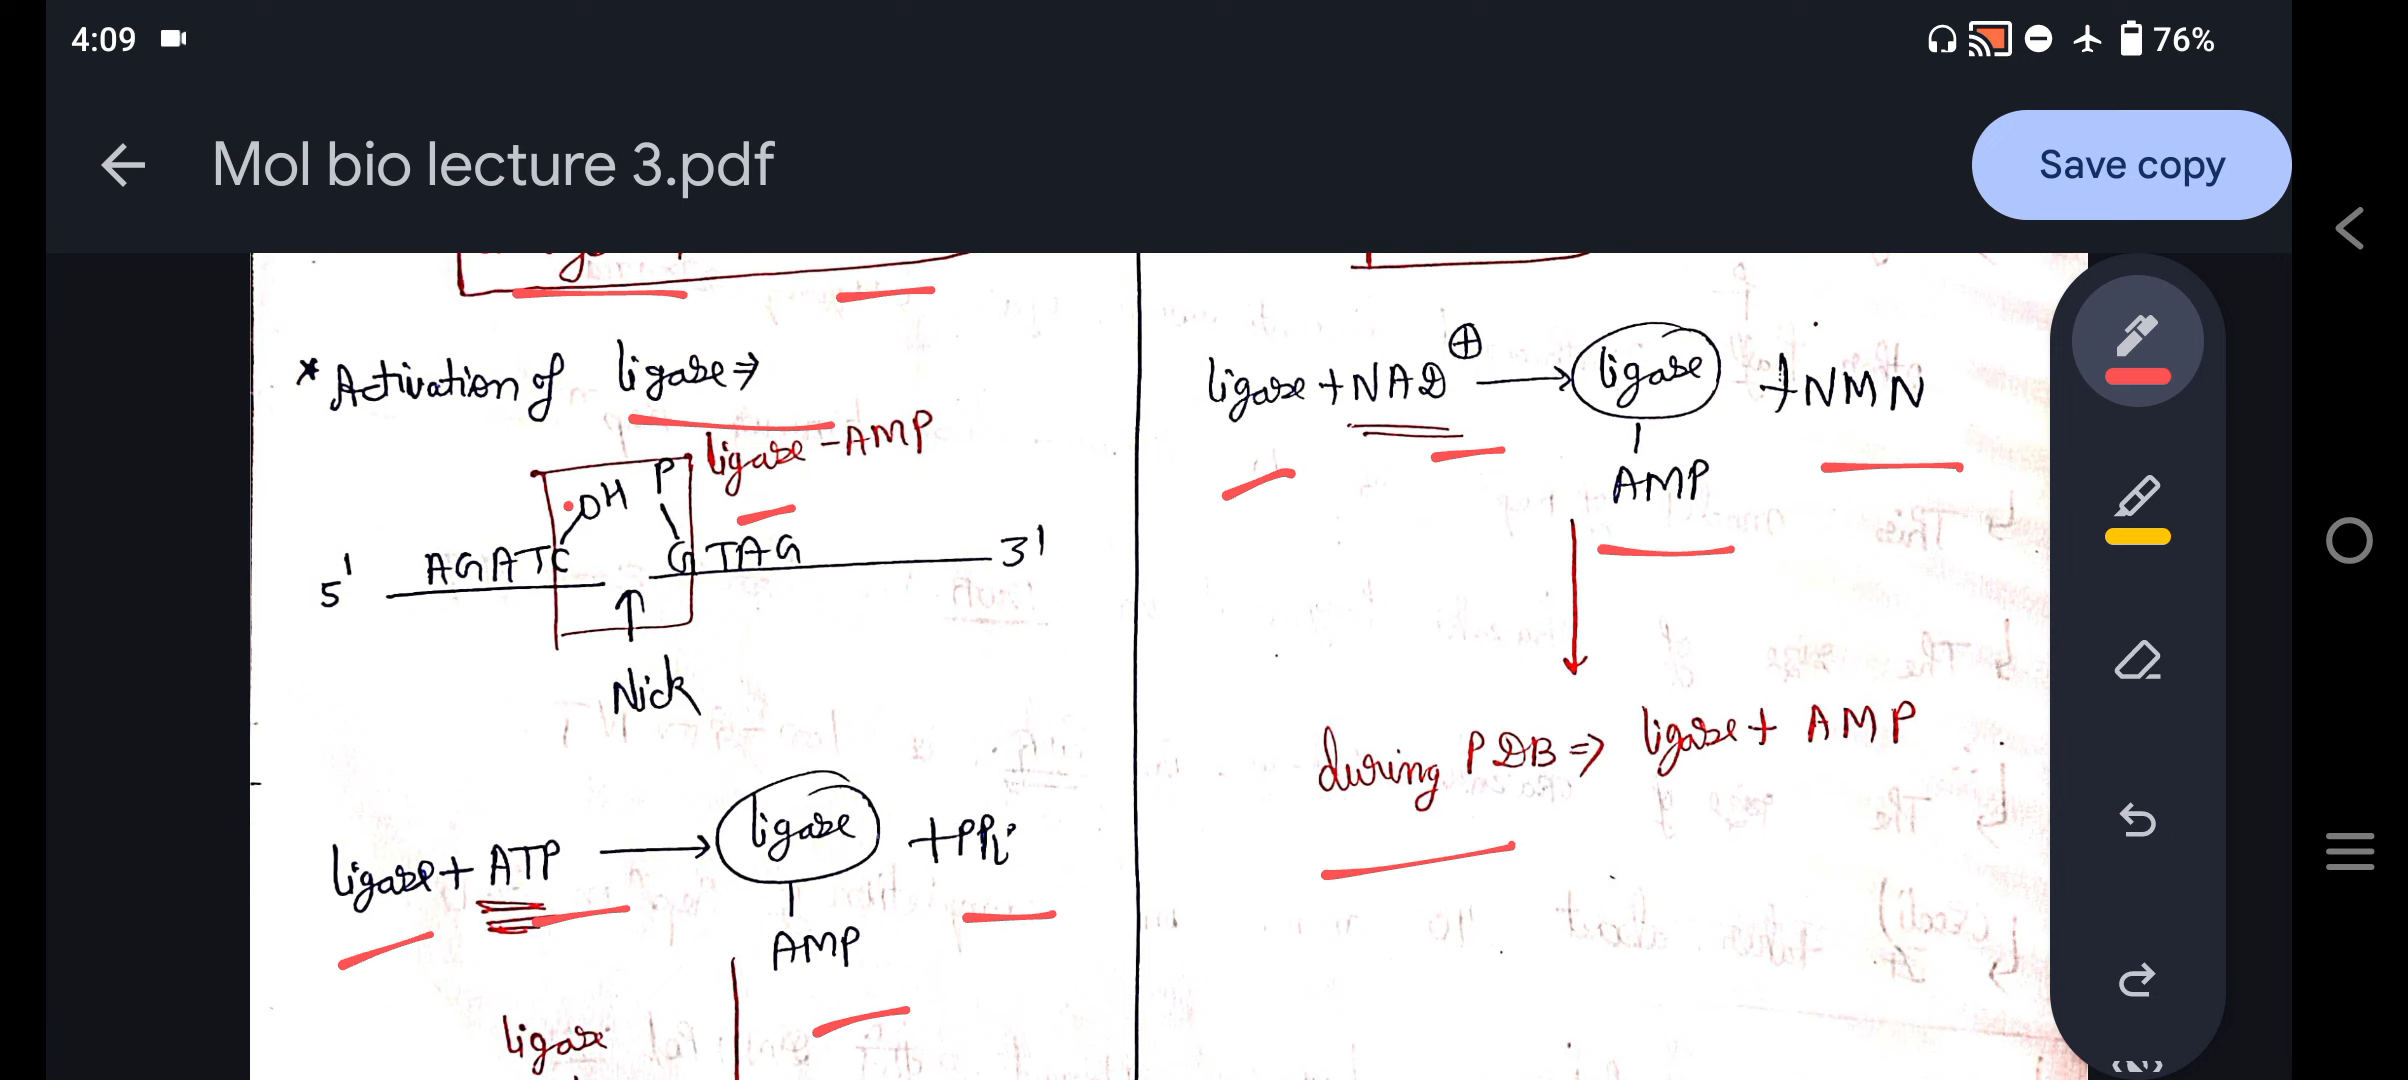 4:09
76%
Mol bio lecture 3.pdf
Save copy
* Activation of ligase ⇒
ligase - AMP
OH P
5' AGATC GTAG 3'
↑
Nick
ligase + ATP → ligase + PPi
AMP
ligase
ligase + NAD⊕ → ligase + NMN
AMP
during PDB ⇒ ligase + AMP